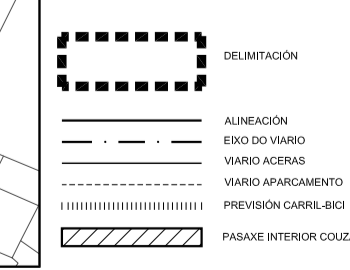 DELIMITACIÓN
ALINEACIÓN
EIXO DO VIARIO
VIARIO ACERAS
VIARIO APARCAMENTO
PREVISIÓN CARRIL-BICI
PASAXE INTERIOR COUZ